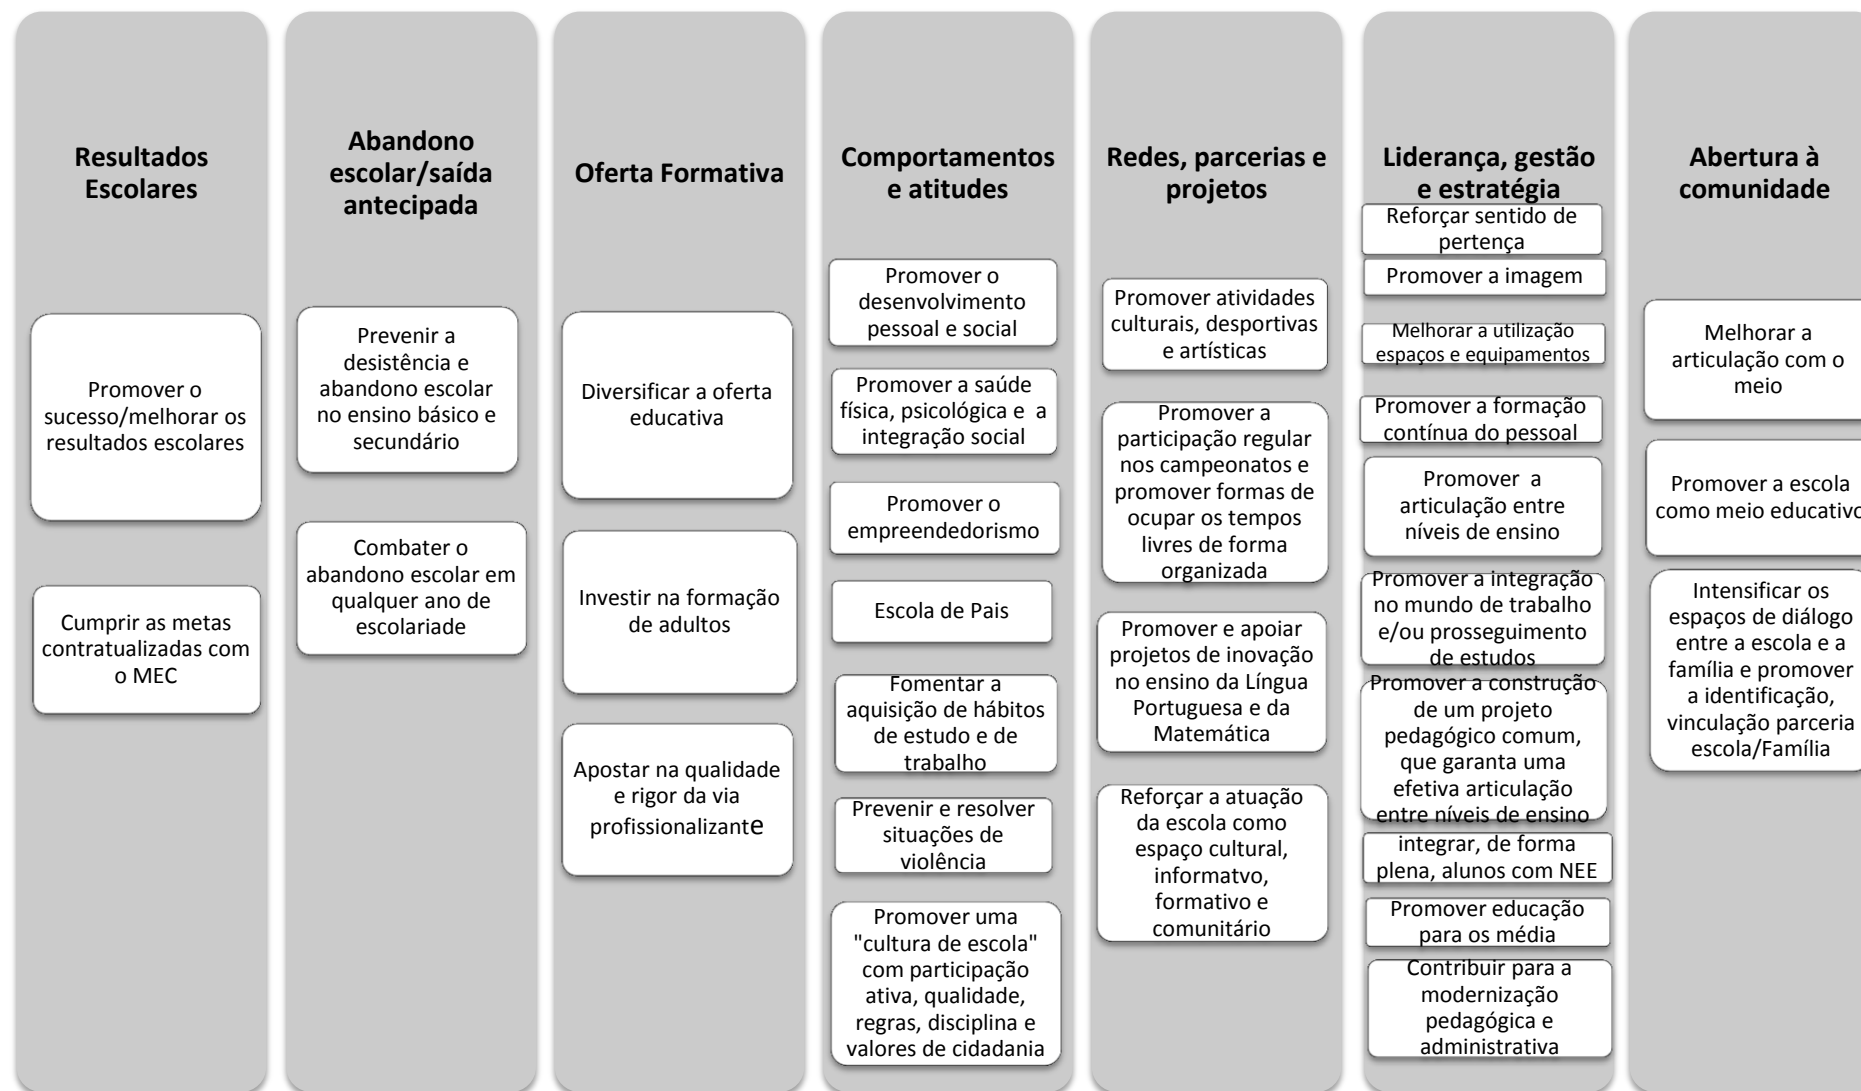 Resultados
Escolares
Promover o
sucesso/melhorar os
resultados escolares
Cumprir as metas
contratualizadas com
o MEC
Abandono
escolar/saída
antecipada
Prevenir a
desistência e
abandono escolar
no ensino básico e
secundário
Combater o
abandono escolar em
qualquer ano de
escolariade
Oferta Formativa
Diversificar a oferta
educativa
Investir na formação
de adultos
Apostar na qualidade
e rigor da via
profissionalizante
Comportamentos
e atitudes
Promover o
desenvolvimento
pessoal e social
Promover a saúde
física, psicológica e a
integração social
Promover o
empreendedorismo
Escola de Pais
Fomentar a
aquisição de hábitos
de estudo e de
trabalho
Prevenir e resolver
situações de
violência
Promover uma
"cultura de escola"
com participação
ativa, qualidade,
regras, disciplina e
valores de cidadania
Redes, parcerias e
projetos
Promover atividades
culturais, desportivas
e artísticas
Promover a
participação regular
nos campeonatos e
promover formas de
ocupar os tempos
livres de forma
organizada
Promover e apoiar
projetos de inovação
no ensino da Língua
Portuguesa e da
Matemática
Reforçar a atuação
da escola como
espaço cultural,
informatvo,
formativo e
comunitário
Liderança, gestão
e estratégia
Reforçar sentido de
pertença
Promover a imagem
Melhorar a utilização
espaços e equipamentos
Promover a formação
contínua do pessoal
Promover a
articulação entre
níveis de ensino
Promover a integração
no mundo de trabalho
e/ou prosseguimento
de estudos
Promover a construção
de um projeto
pedagógico comum,
que garanta uma
efetiva articulação
entre níveis de ensino
integrar, de forma
plena, alunos com NEE
Promover educação
para os média
Contribuir para a
modernização
pedagógica e
administrativa
Abertura à
comunidade
Melhorar a
articulação com o
meio
Promover a escola
como meio educativo
Intensificar os
espaços de diálogo
entre a escola e a
família e promover
a identificação,
vinculação parceria
escola/Família